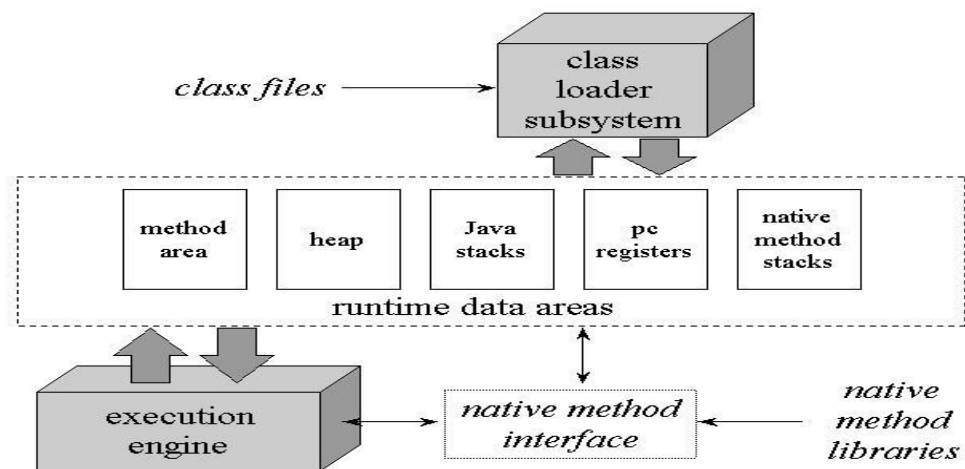 class
loader
subsystem
class files
method
area
heap
Java
stacks
pc
registers
native
method
stacks
runtime data areas
execution
engine
native method
interface
native
method
libraries